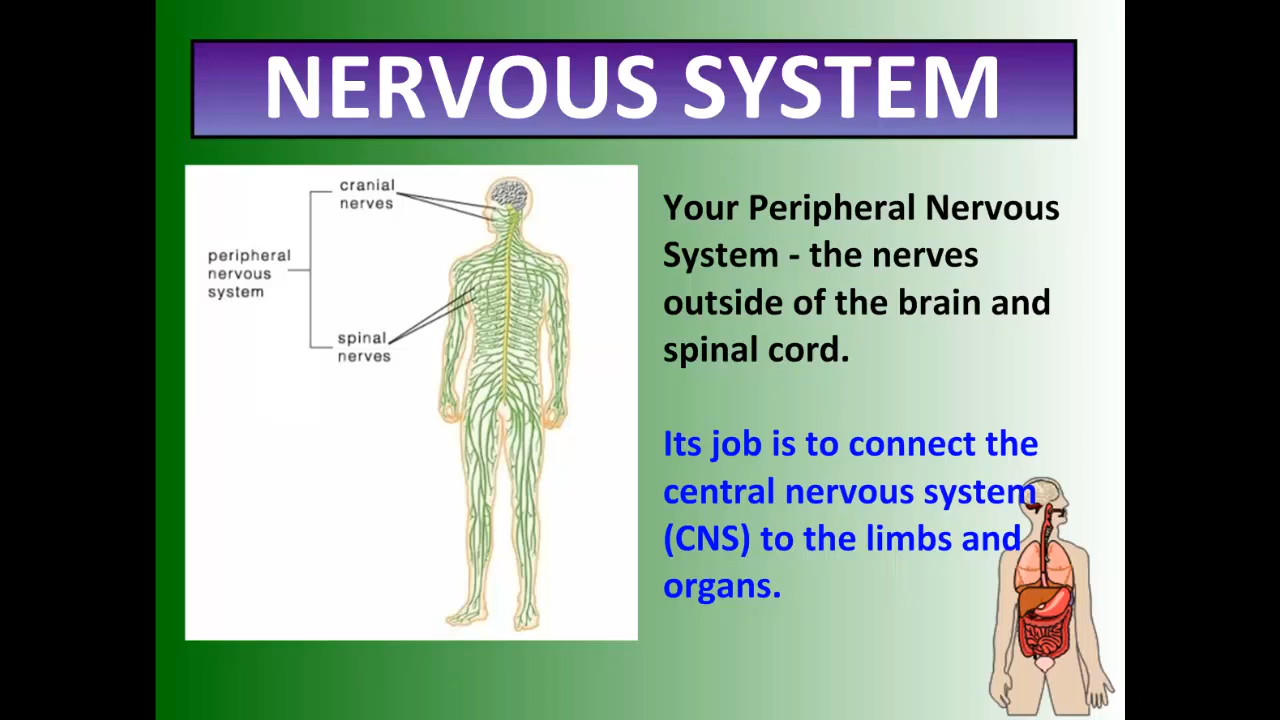 NERVOUS SYSTEM
cranial
nerves
peripheral
nervous
system
spinal
nerves
Your Peripheral Nervous
System - the nerves
outside of the brain and
spinal cord.
Its job is to connect the
central nervous system
(CNS) to the limbs and
organs.